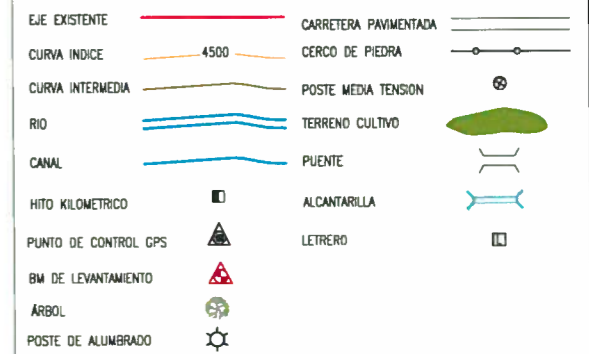 EJE EXISTENTE
CURVA INDICE
4500
CURVA INTERMEDIA
RIO
CANAL
HITO KILOMETRICO
PUNTO DE CONTROL GPS
BM DE LEVANTAMIENTO
ÁRBOL
POSTE DE ALUMBRADO
CARRETERA PAVIMENTADA
CERCO DE PIEDRA
POSTE MEDIA TENSION
TERRENO CULTIVO
PUENTE
ALCANTARILLA
LETRERO
L